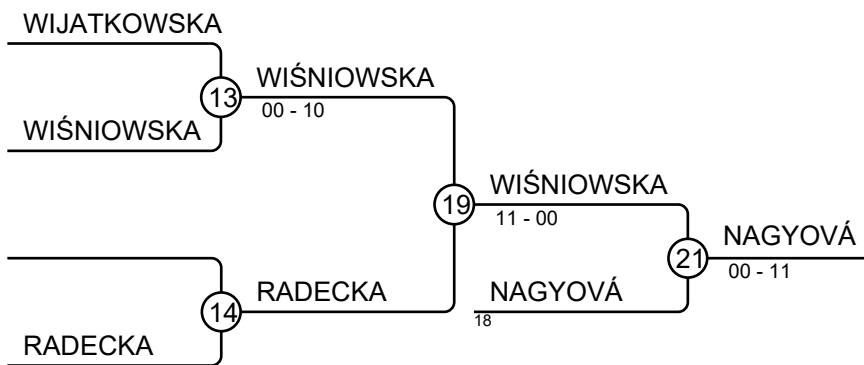 WIJATKOWSKA
13
WIŚNIOWSKA
00 - 10
WIŚNIOWSKA
19
WIŚNIOWSKA
11 - 00
21
NAGYOVÁ
00 - 11
14
RADECKA
NAGYOVÁ
18
RADECKA